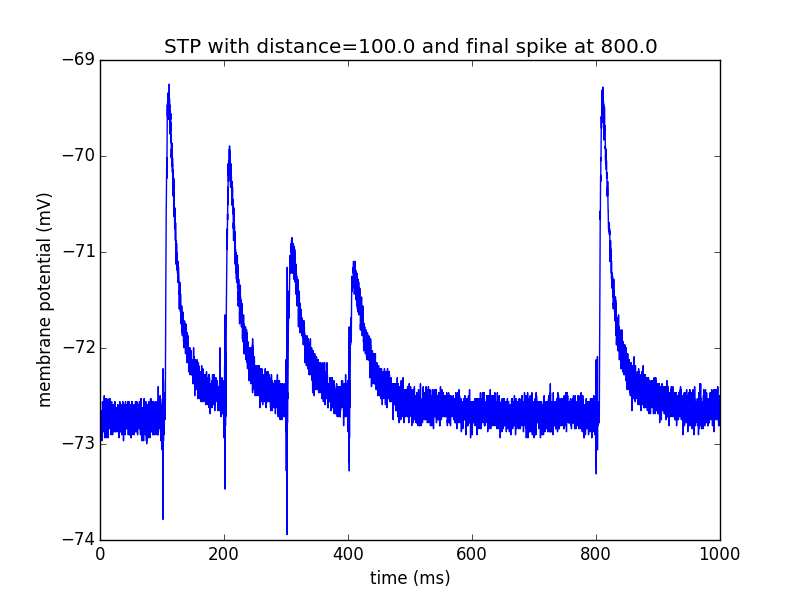 STP with distance=100.0 and final spike at 800.0
−69
−70
−71
−72
−73
−74
membrane potential (mV)
0 200 400 600 800 1000
time (ms)